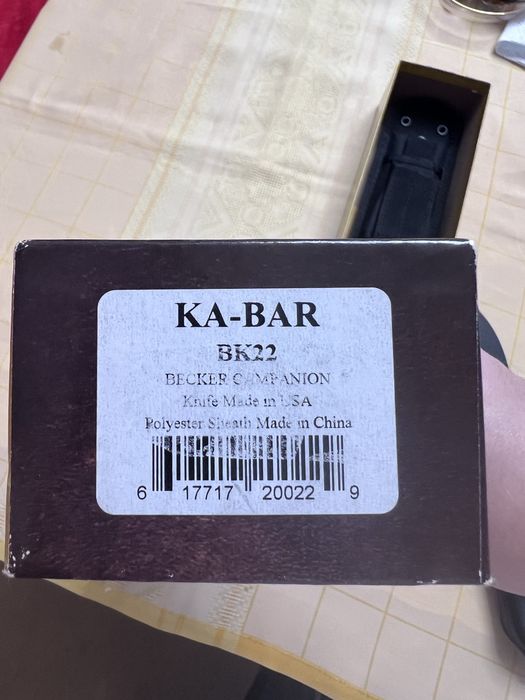 KA-BAR
BK22
BECKER COMPANION
Knife Made in USA
Polyester Sheath Made in China
6 17717 20022 9